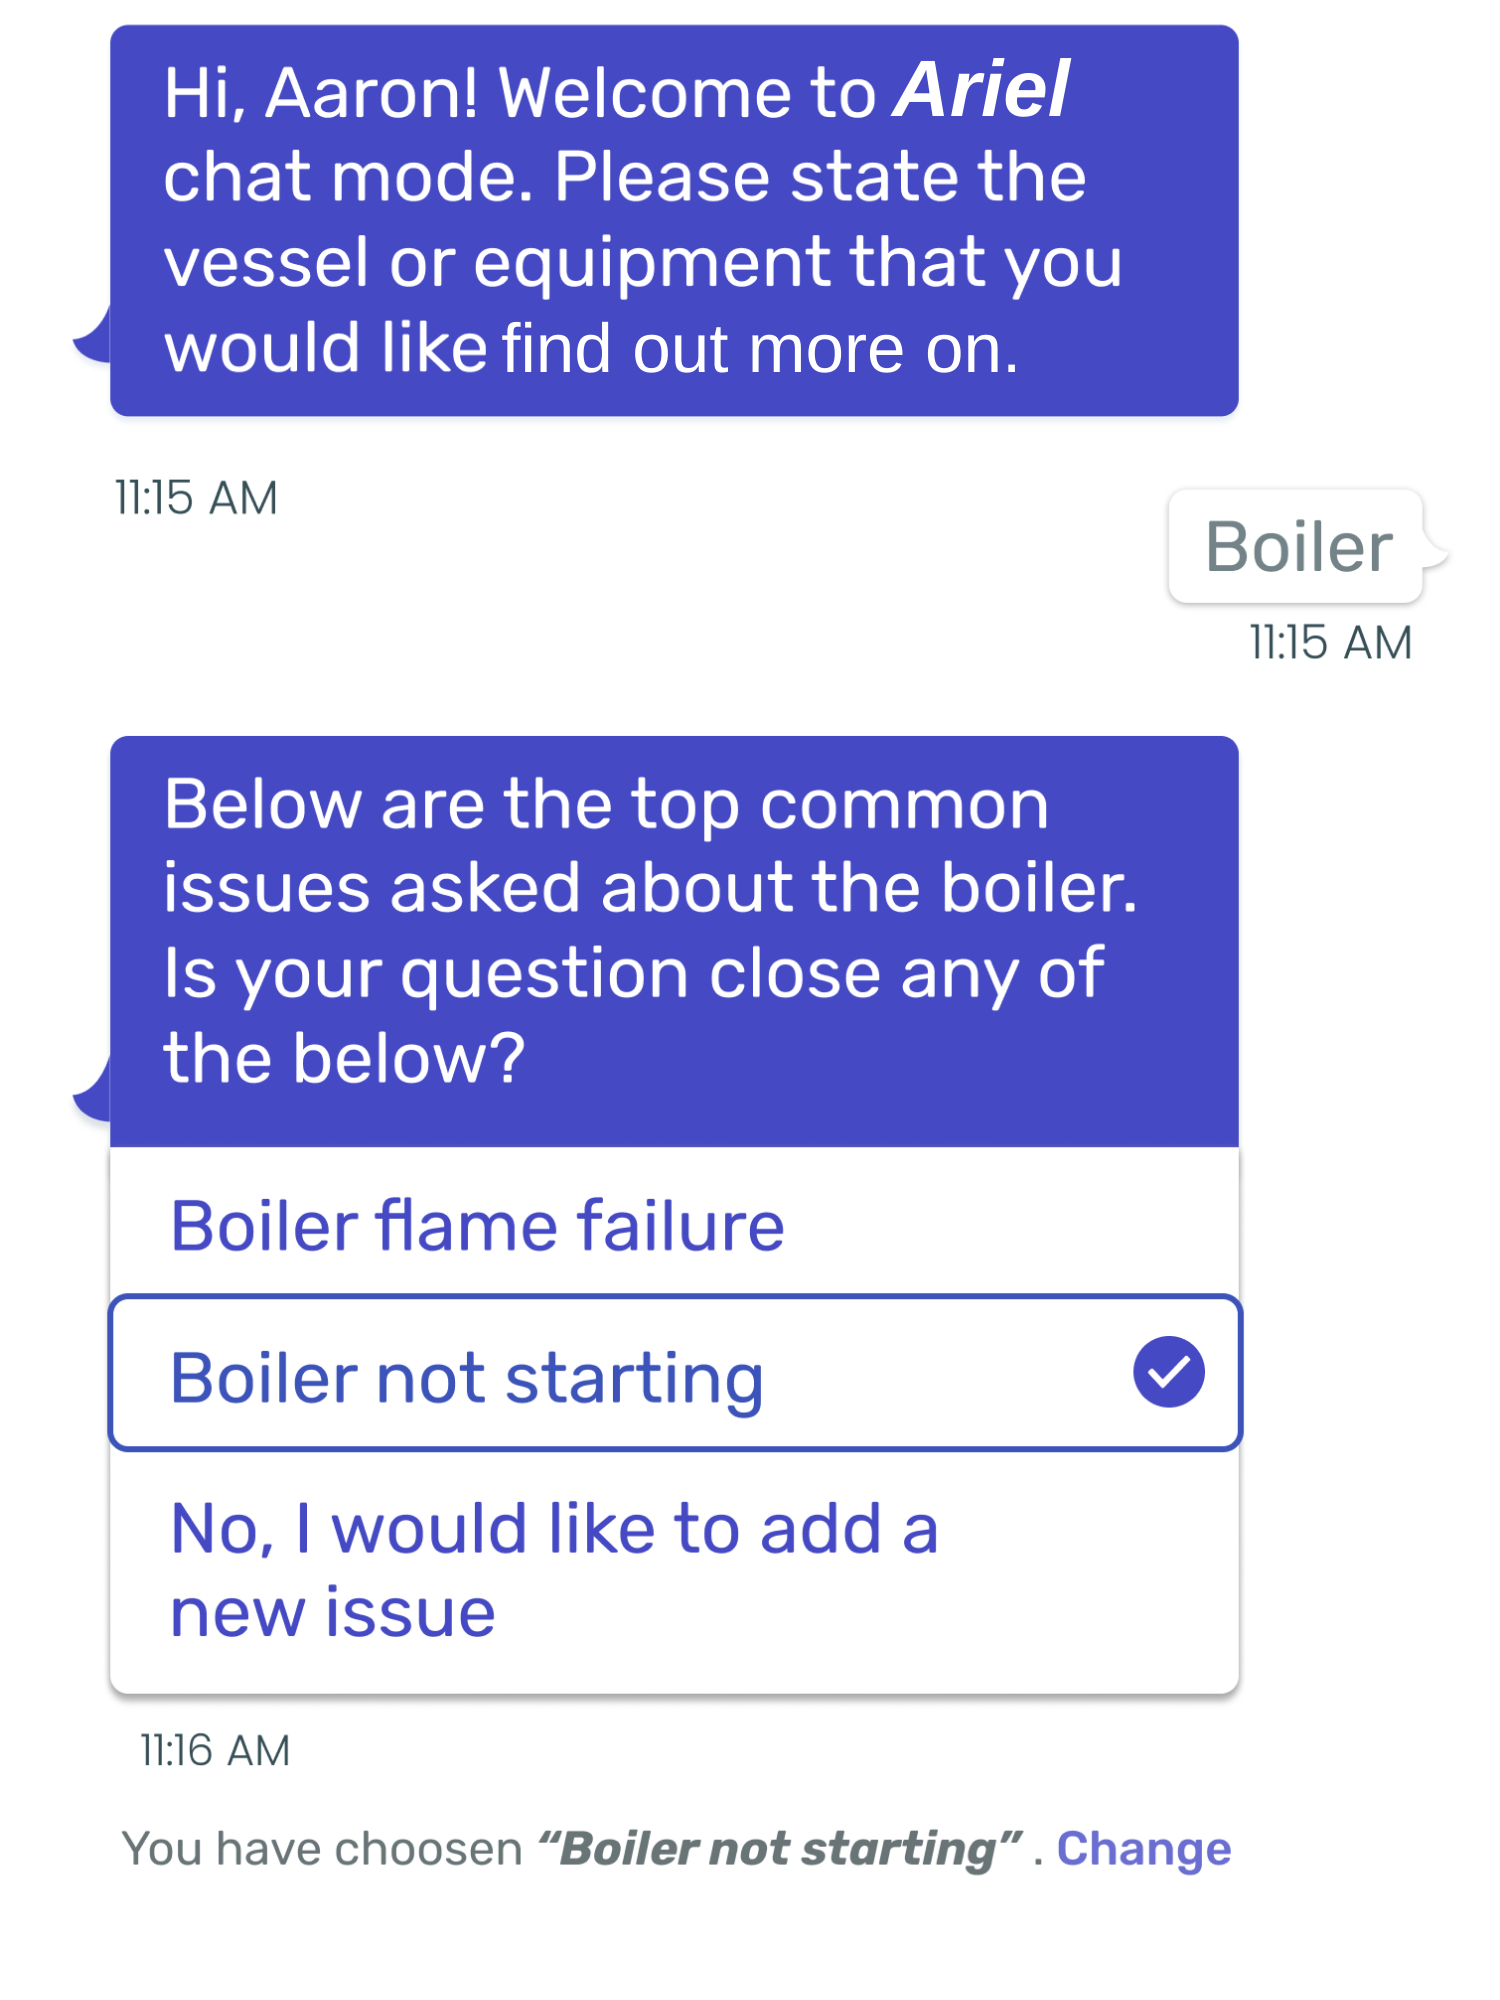 Hi, Aaron! Welcome to Ariel
chat mode. Please state the
vessel or equipment that you
would like find out more on.
11:15 AM
Boiler
11:15 AM
Below are the top common
issues asked about the boiler.
Is your question close any of
the below?
Boiler flame failure
Boiler not starting
No, I would like to add a
new issue
11:16 AM
You have choosen “Boiler not starting” . Change